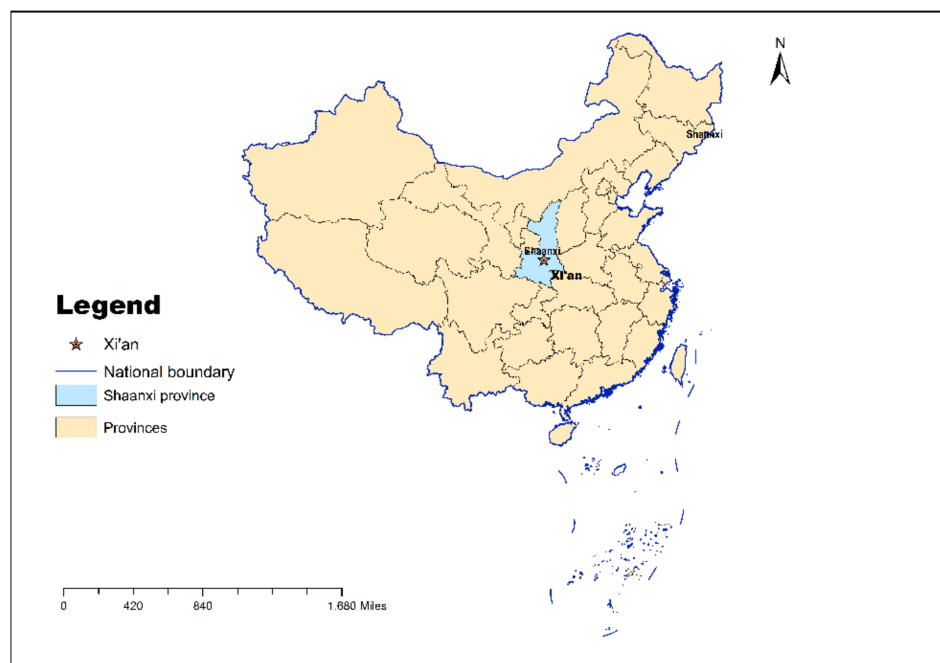 N
Shaanxi
Shaanxi
Xi'an
Legend
Xi'an
National boundary
Shaanxi province
Provinces
0 420 840 1.680 Miles